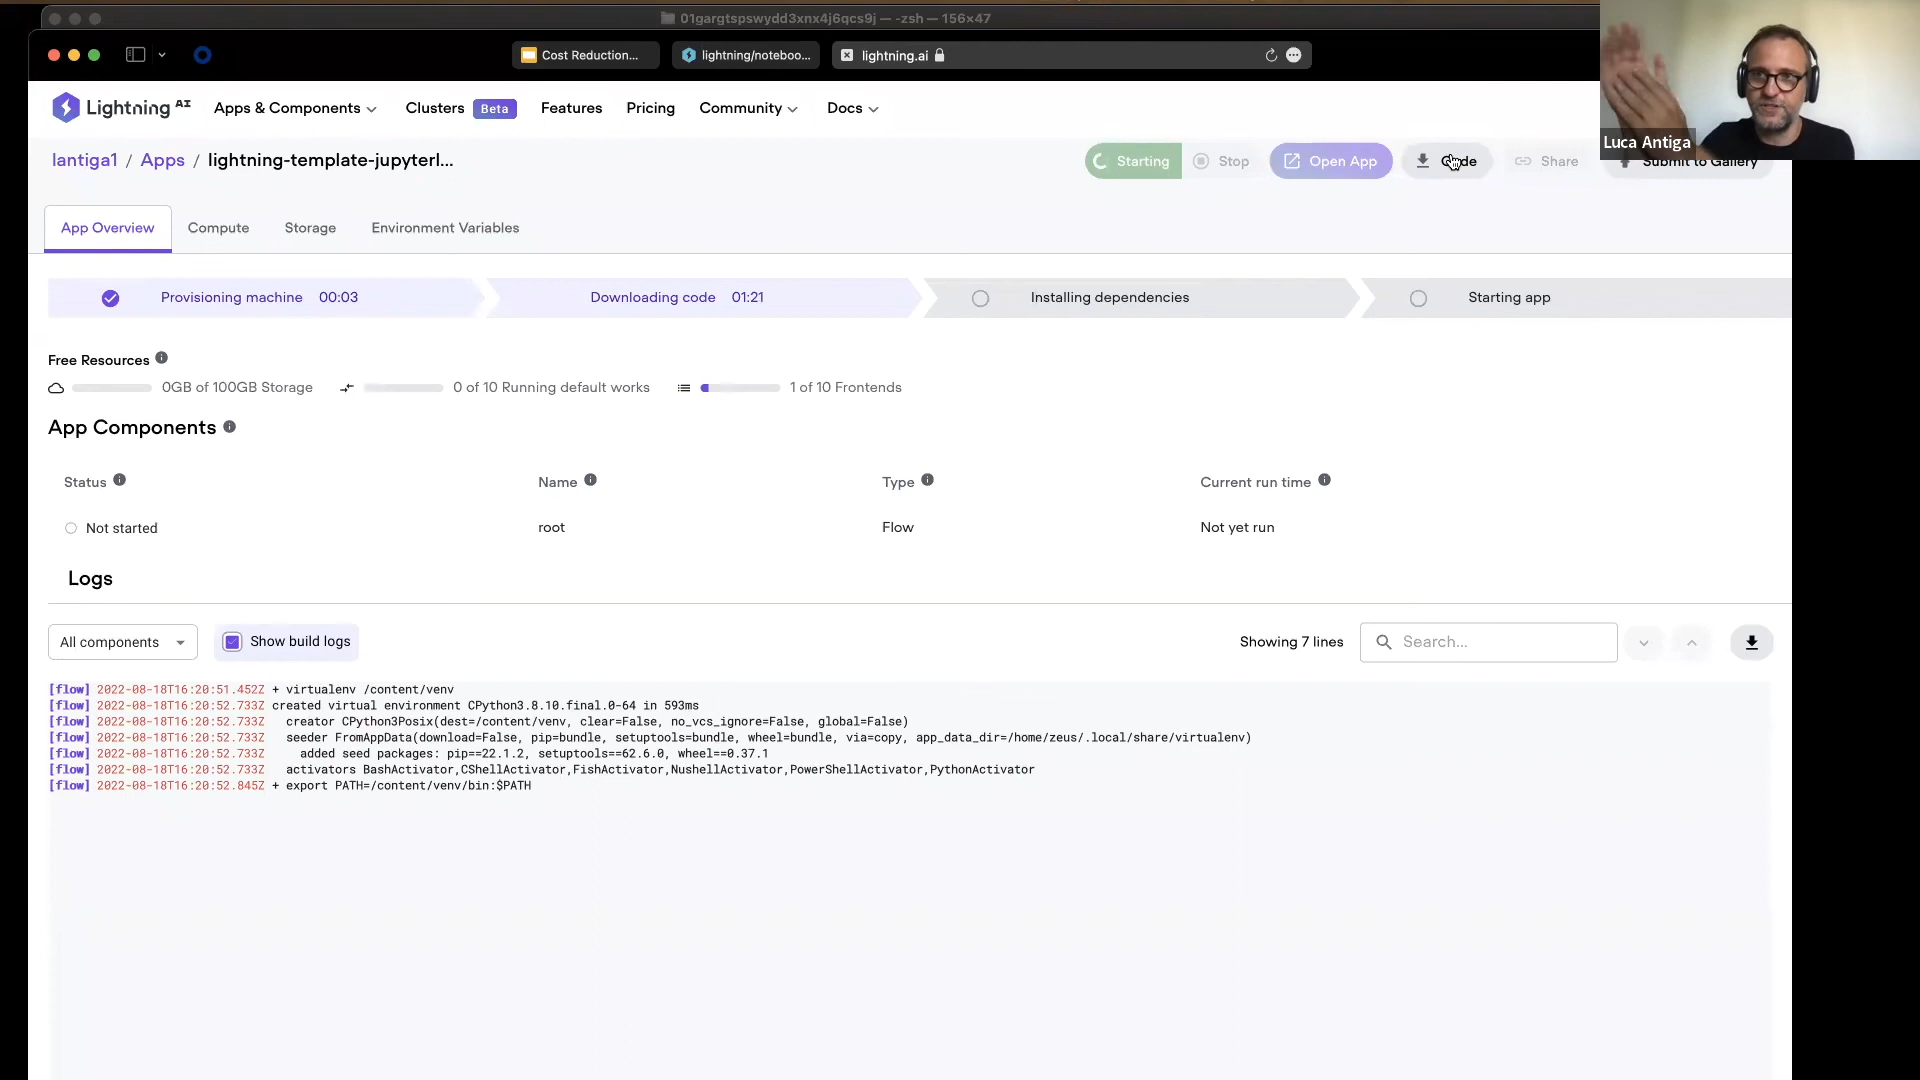 01gargtspswydd3xnx4j6qcs9j — -zsh — 156×47
Cost Reduction...
lightning/noteboo...
lightning.ai
Lightning AI
Apps & Components
Clusters Beta
Features
Pricing
Community
Docs
Luca Antiga
lantiga1 / Apps / lightning-template-jupyterl...
Starting
Stop
Open App
Code
Share
Submit to Gallery
App Overview
Compute
Storage
Environment Variables
Provisioning machine 00:03
Downloading code 01:21
Installing dependencies
Starting app
Free Resources
0GB of 100GB Storage
0 of 10 Running default works
1 of 10 Frontends
App Components
Status
Name
Type
Current run time
Not started
root
Flow
Not yet run
Logs
All components
Show build logs
Showing 7 lines
Search...
[flow] 2022-08-18T16:20:51.452Z + virtualenv /content/venv
[flow] 2022-08-18T16:20:52.733Z created virtual environment CPython3.8.10.final.0-64 in 593ms
[flow] 2022-08-18T16:20:52.733Z creator CPython3Posix(dest=/content/venv, clear=False, no_vcs_ignore=False, global=False)
[flow] 2022-08-18T16:20:52.733Z seeder FromAppData(download=False, pip=bundle, setuptools=bundle, wheel=bundle, via=copy, app_data_dir=/home/zeus/.local/share/virtualenv)
[flow] 2022-08-18T16:20:52.733Z added seed packages: pip==22.1.2, setuptools==62.6.0, wheel==0.37.1
[flow] 2022-08-18T16:20:52.733Z activators BashActivator,CShellActivator,FishActivator,NushellActivator,PowerShellActivator,PythonActivator
[flow] 2022-08-18T16:20:52.845Z + export PATH=/content/venv/bin:$PATH